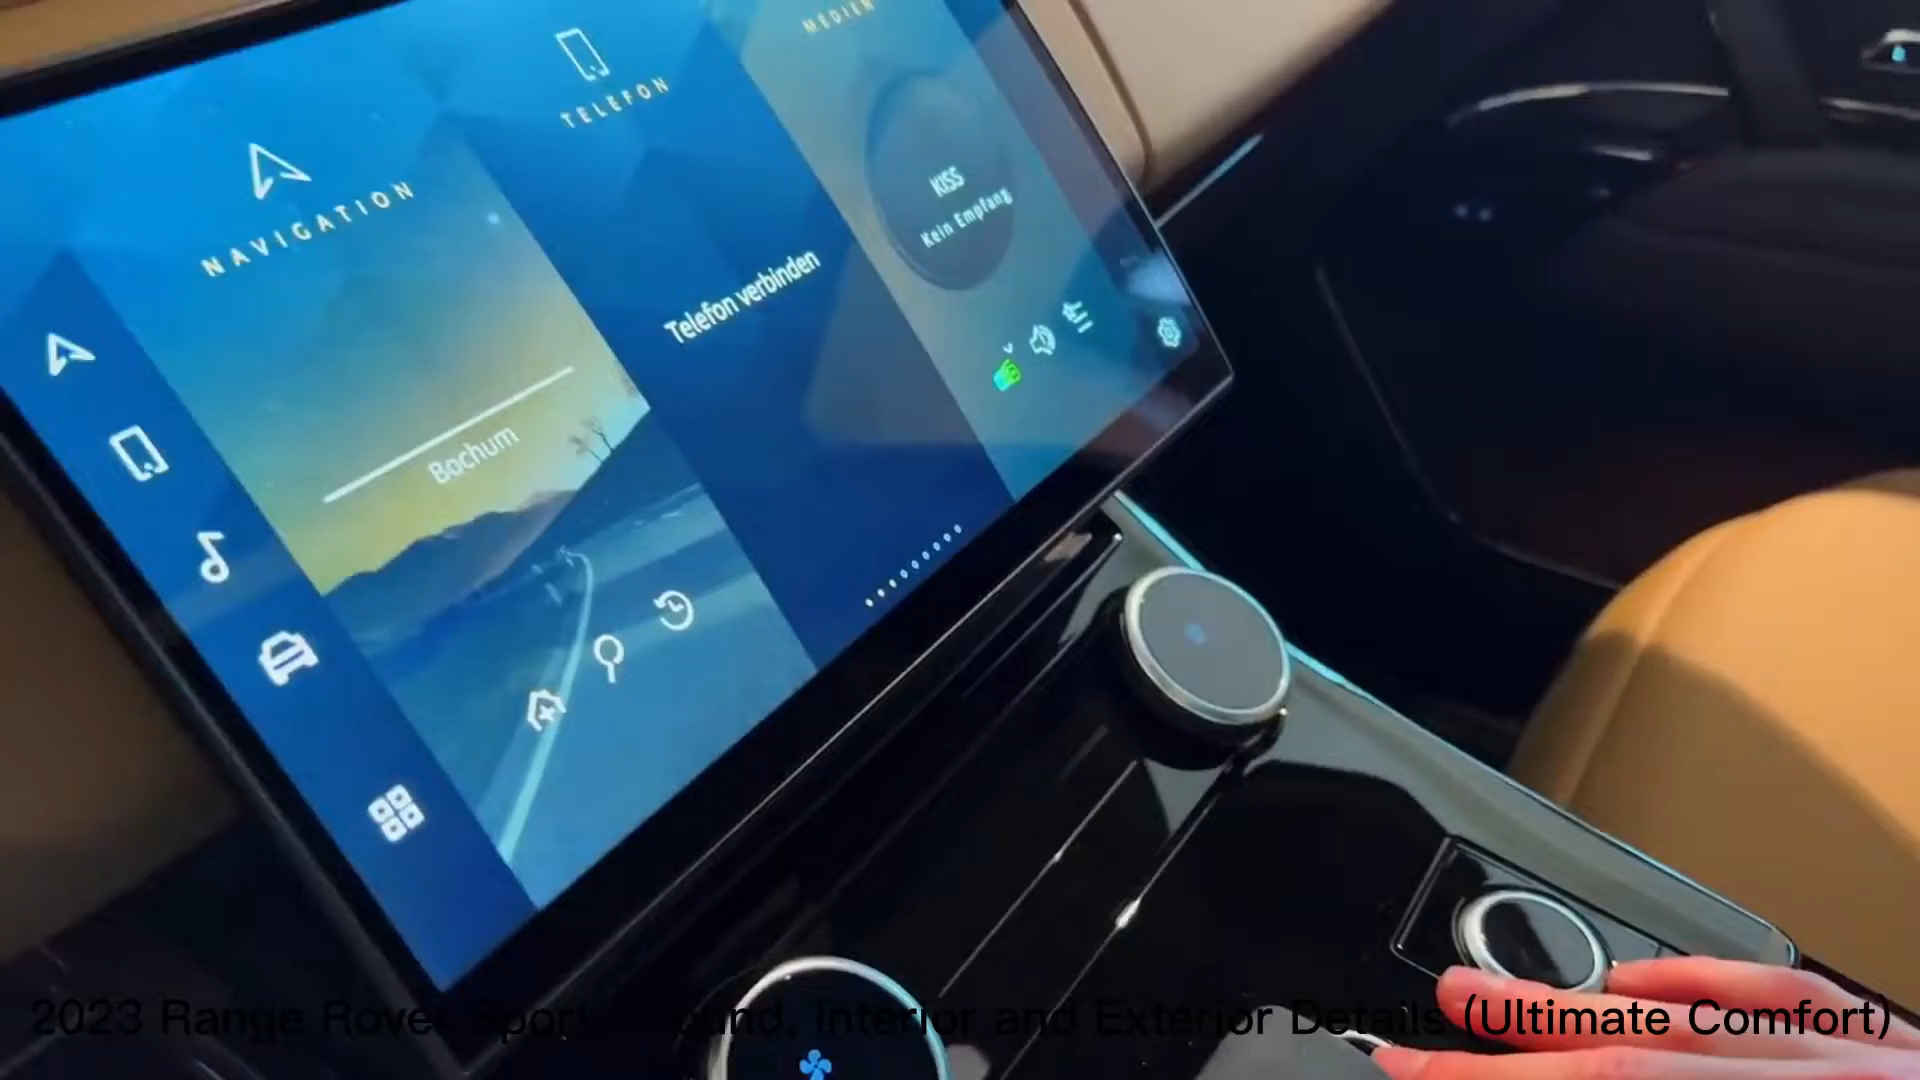 MEDIEN
TELEFON
NAVIGATION
KISS
Kein Empfang
Telefon verbinden
Bochum
2023 Range Rover Sport - Sound, Interior and Exterior Details (Ultimate Comfort)